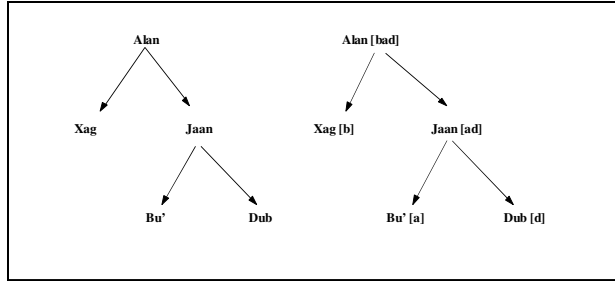 Alan
Xag Jaan
Bu’ Dub
Alan [bad]
Xag [b] Jaan [ad]
Bu’ [a] Dub [d]